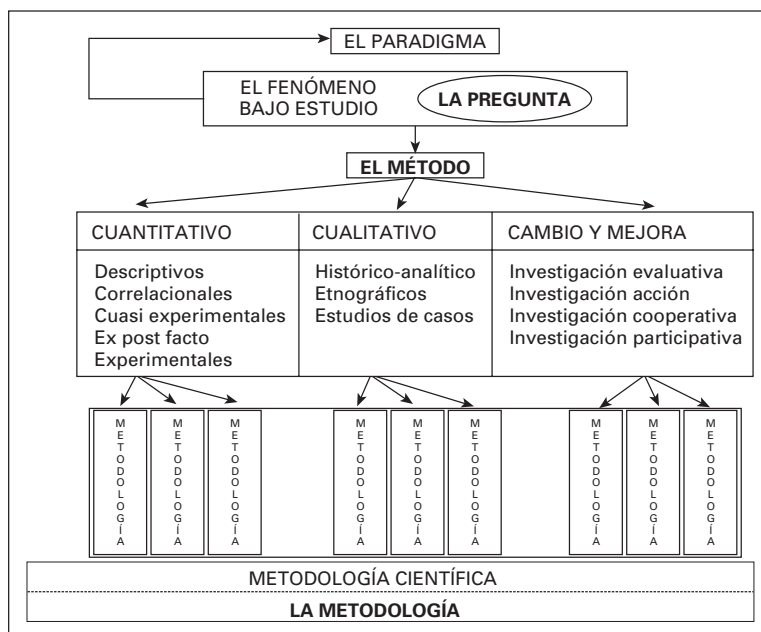 EL PARADIGMA
EL FENÓMENO
BAJO ESTUDIO
LA PREGUNTA
EL MÉTODO
CUANTITATIVO
Descriptivos
Correlacionales
Cuasi experimentales
Ex post facto
Experimentales
CUALITATIVO
Histórico-analítico
Etnográficos
Estudios de casos
CAMBIO Y MEJORA
Investigación evaluativa
Investigación acción
Investigación cooperativa
Investigación participativa
METODOLOGÍA
METODOLOGÍA
METODOLOGÍA
METODOLOGÍA
METODOLOGÍA
METODOLOGÍA
METODOLOGÍA
METODOLOGÍA
METODOLOGÍA
METODOLOGÍA CIENTÍFICA
LA METODOLOGÍA